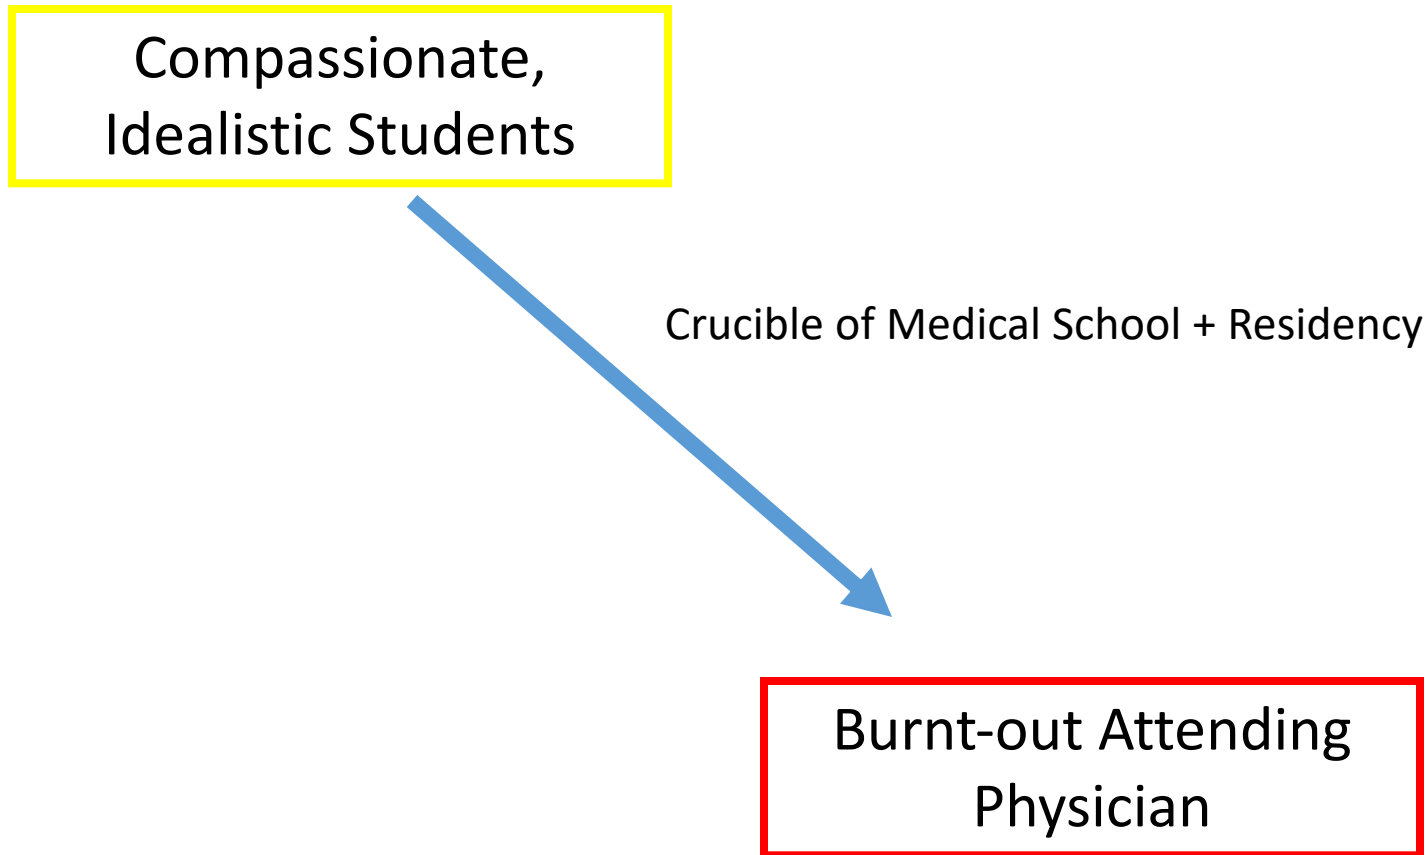 Compassionate,
Idealistic Students
Crucible of Medical School + Residency
Burnt-out Attending
Physician